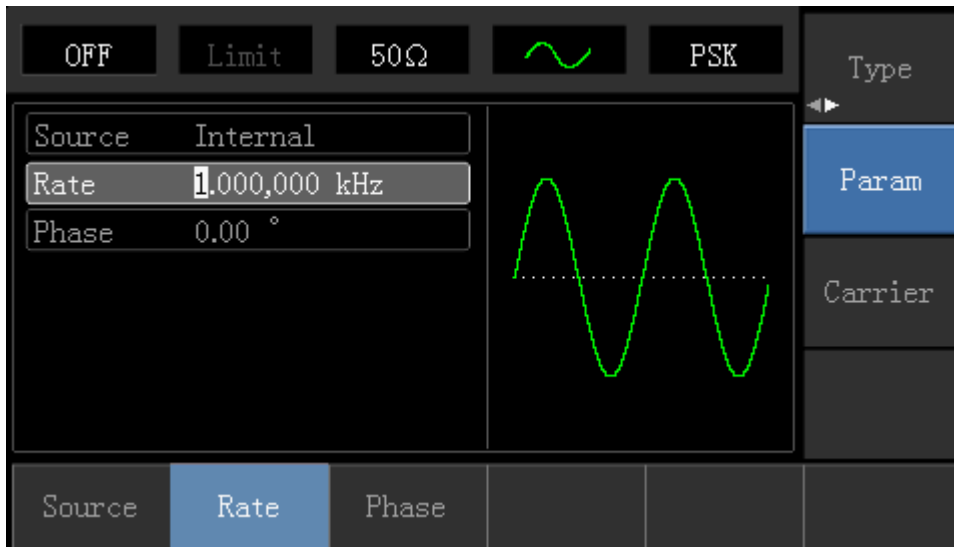 OFF Limit 50Ω PSK
Type
Source Internal
Rate 1.000,000 kHz
Phase 0.00 °
Param
Carrier
Source Rate Phase